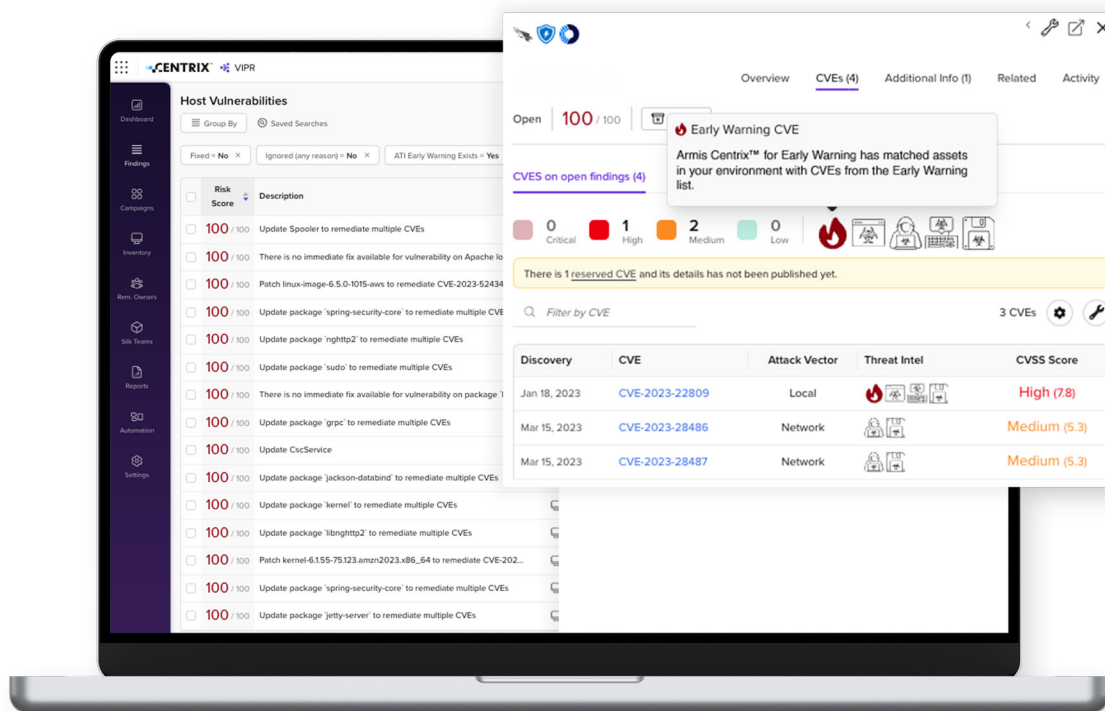 CENTRIX VIPR
Dashboard
Findings
Campaigns
Inventory
Rem. Owners
Silk Teams
Reports
Automation
Settings
Host Vulnerabilities
Group By Saved Searches
Fixed = No × Ignored (any reason) = No × ATI Early Warning Exists = Yes
Risk Score Description
100 / 100 Update Spooler to remediate multiple CVEs
100 / 100 There is no immediate fix available for vulnerability on Apache lo
100 / 100 Patch linux-image-6.5.0-1015-aws to remediate CVE-2023-52434
100 / 100 Update package `spring-security-core` to remediate multiple CVE
100 / 100 Update package `nghttp2` to remediate multiple CVEs
100 / 100 Update package `sudo` to remediate multiple CVEs
100 / 100 There is no immediate fix available for vulnerability on package `
100 / 100 Update package `grpc` to remediate multiple CVEs
100 / 100 Update CscService
100 / 100 Update package `jackson-databind` to remediate multiple CVEs
100 / 100 Update package `kernel` to remediate multiple CVEs
100 / 100 Update package `libnghttp2` to remediate multiple CVEs
100 / 100 Patch kernel-6.1.55-75.123.amzn2023.x86_64 to remediate CVE-202...
100 / 100 Update package `spring-security-core` to remediate multiple CVEs
100 / 100 Update package `jetty-server` to remediate multiple CVEs
Overview CVEs (4) Additional Info (1) Related Activity
Open 100 / 100
Early Warning CVE
Armis Centrix™ for Early Warning has matched assets
in your environment with CVEs from the Early Warning
list.
CVES on open findings (4)
0 Critical 1 High 2 Medium 0 Low
There is 1 reserved CVE and its details has not been published yet.
Filter by CVE 3 CVEs
Discovery CVE Attack Vector Threat Intel CVSS Score
Jan 18, 2023 CVE-2023-22809 Local High (7.8)
Mar 15, 2023 CVE-2023-28486 Network Medium (5.3)
Mar 15, 2023 CVE-2023-28487 Network Medium (5.3)